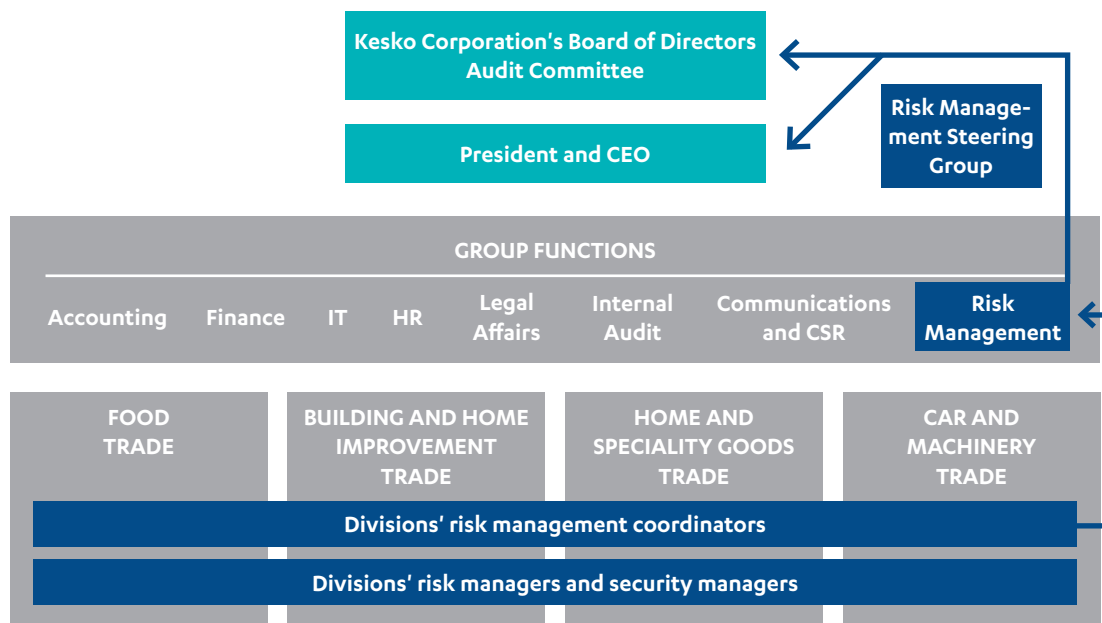 Kesko Corporation's Board of Directors
Audit Committee
President and CEO
Risk Manage-
ment Steering
Group
GROUP FUNCTIONS
Accounting
Finance
IT
HR
Legal
Affairs
Internal
Audit
Communications
and CSR
Risk
Management
FOOD
TRADE
BUILDING AND HOME
IMPROVEMENT
TRADE
HOME AND
SPECIALITY GOODS
TRADE
CAR AND
MACHINERY
TRADE
Divisions' risk management coordinators
Divisions' risk managers and security managers